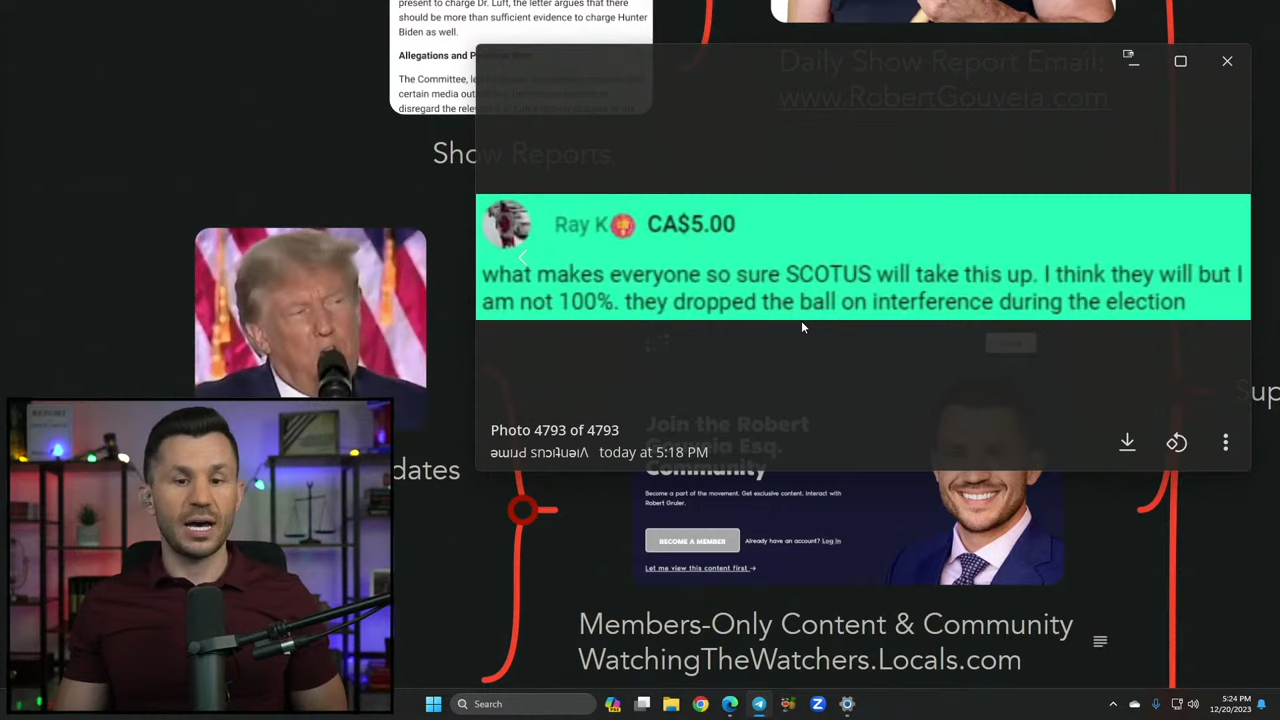 present to charge Dr. Luft, the letter argues that there
should be more than sufficient evidence to charge Hunter
Biden as well.
Allegations and
The Committee,
certain media
disregard the
Show Reports
Daily Show Report Email:
www.RobertGouveia.com
Ray K CA$5.00
what makes everyone so sure SCOTUS will take this up. I think they will but I
am not 100%. they dropped the ball on interference during the election
Photo 4793 of 4793
today at 5:18 PM
dates
Sup
Join the Robert
Gouveia Esq.
Community
Become a part of the movement. Get exclusive content. Interact with
Robert Gruler.
BECOME A MEMBER Already have an account? Log in
Let me view this content first →
Members-Only Content & Community
WatchingTheWatchers.Locals.com
Search
5:24 PM
12/20/2023